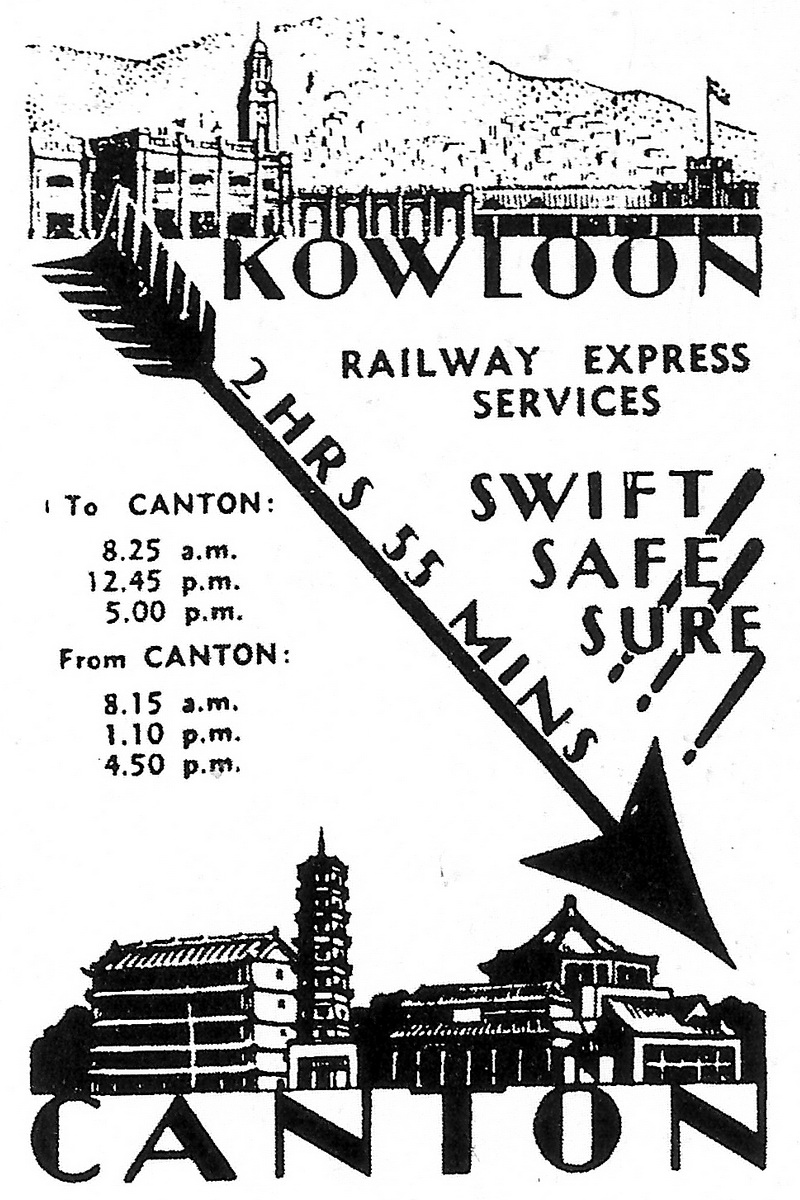 KOWLOON
RAILWAY EXPRESS
SERVICES
2 HRS 55 MINS
SWIFT!
SAFE!
SURE!
To CANTON:
8.25 a.m.
12.45 p.m.
5.00 p.m.
From CANTON:
8.15 a.m.
1.10 p.m.
4.50 p.m.
CANTON